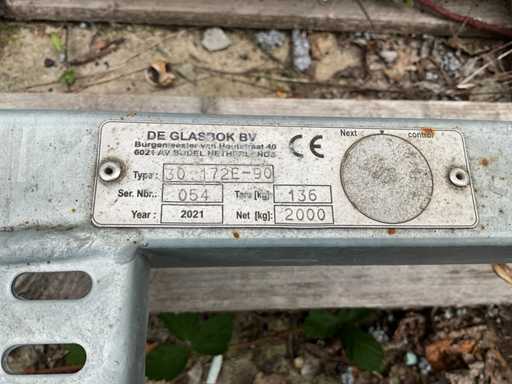 DE GLASBOK BV
Burgemeester van Houtstraat 40
6021 AV BUDEL NETHERLANDS
CE
Next control
Type: 30 172E-90
Ser. Nbr.: 054 Tara [kg] 136
Year: 2021 Net [kg]: 2000